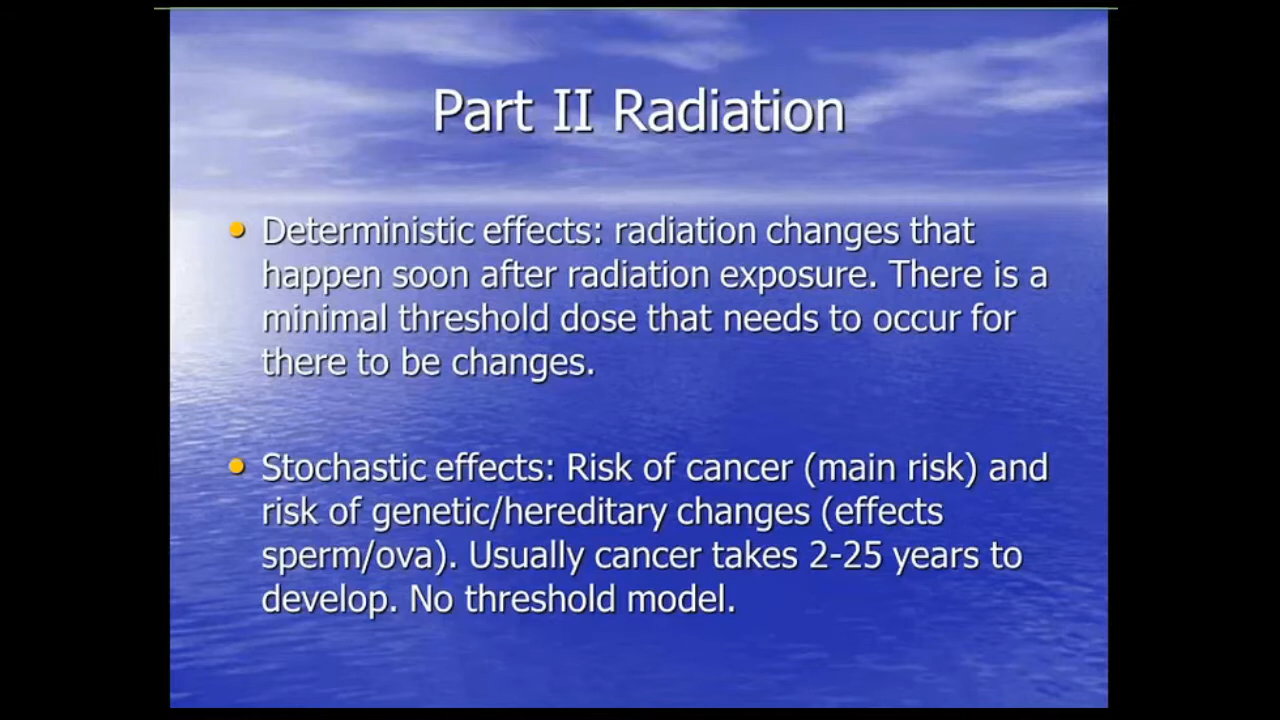 Part II Radiation
• Deterministic effects: radiation changes that
happen soon after radiation exposure. There is a
minimal threshold dose that needs to occur for
there to be changes.
• Stochastic effects: Risk of cancer (main risk) and
risk of genetic/hereditary changes (effects
sperm/ova). Usually cancer takes 2-25 years to
develop. No threshold model.